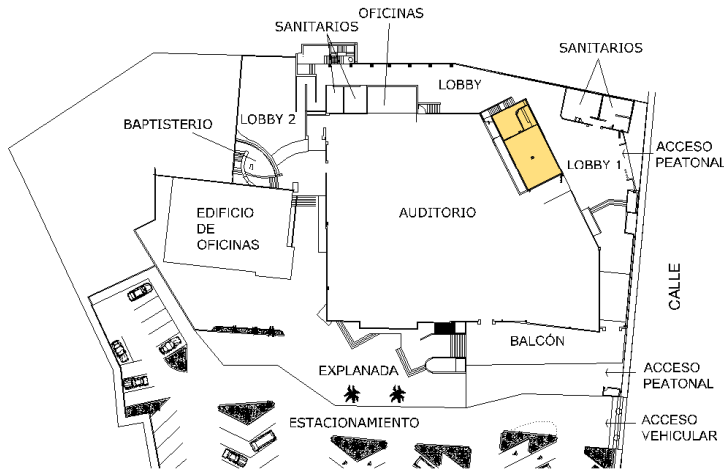 OFICINAS
SANITARIOS
SANITARIOS
LOBBY
LOBBY 2
BAPTISTERIO
ACCESO
PEATONAL
LOBBY 1
EDIFICIO
DE
OFICINAS
AUDITORIO
CALLE
BALCÓN
EXPLANADA
ACCESO
PEATONAL
ESTACIONAMIENTO
ACCESO
VEHICULAR